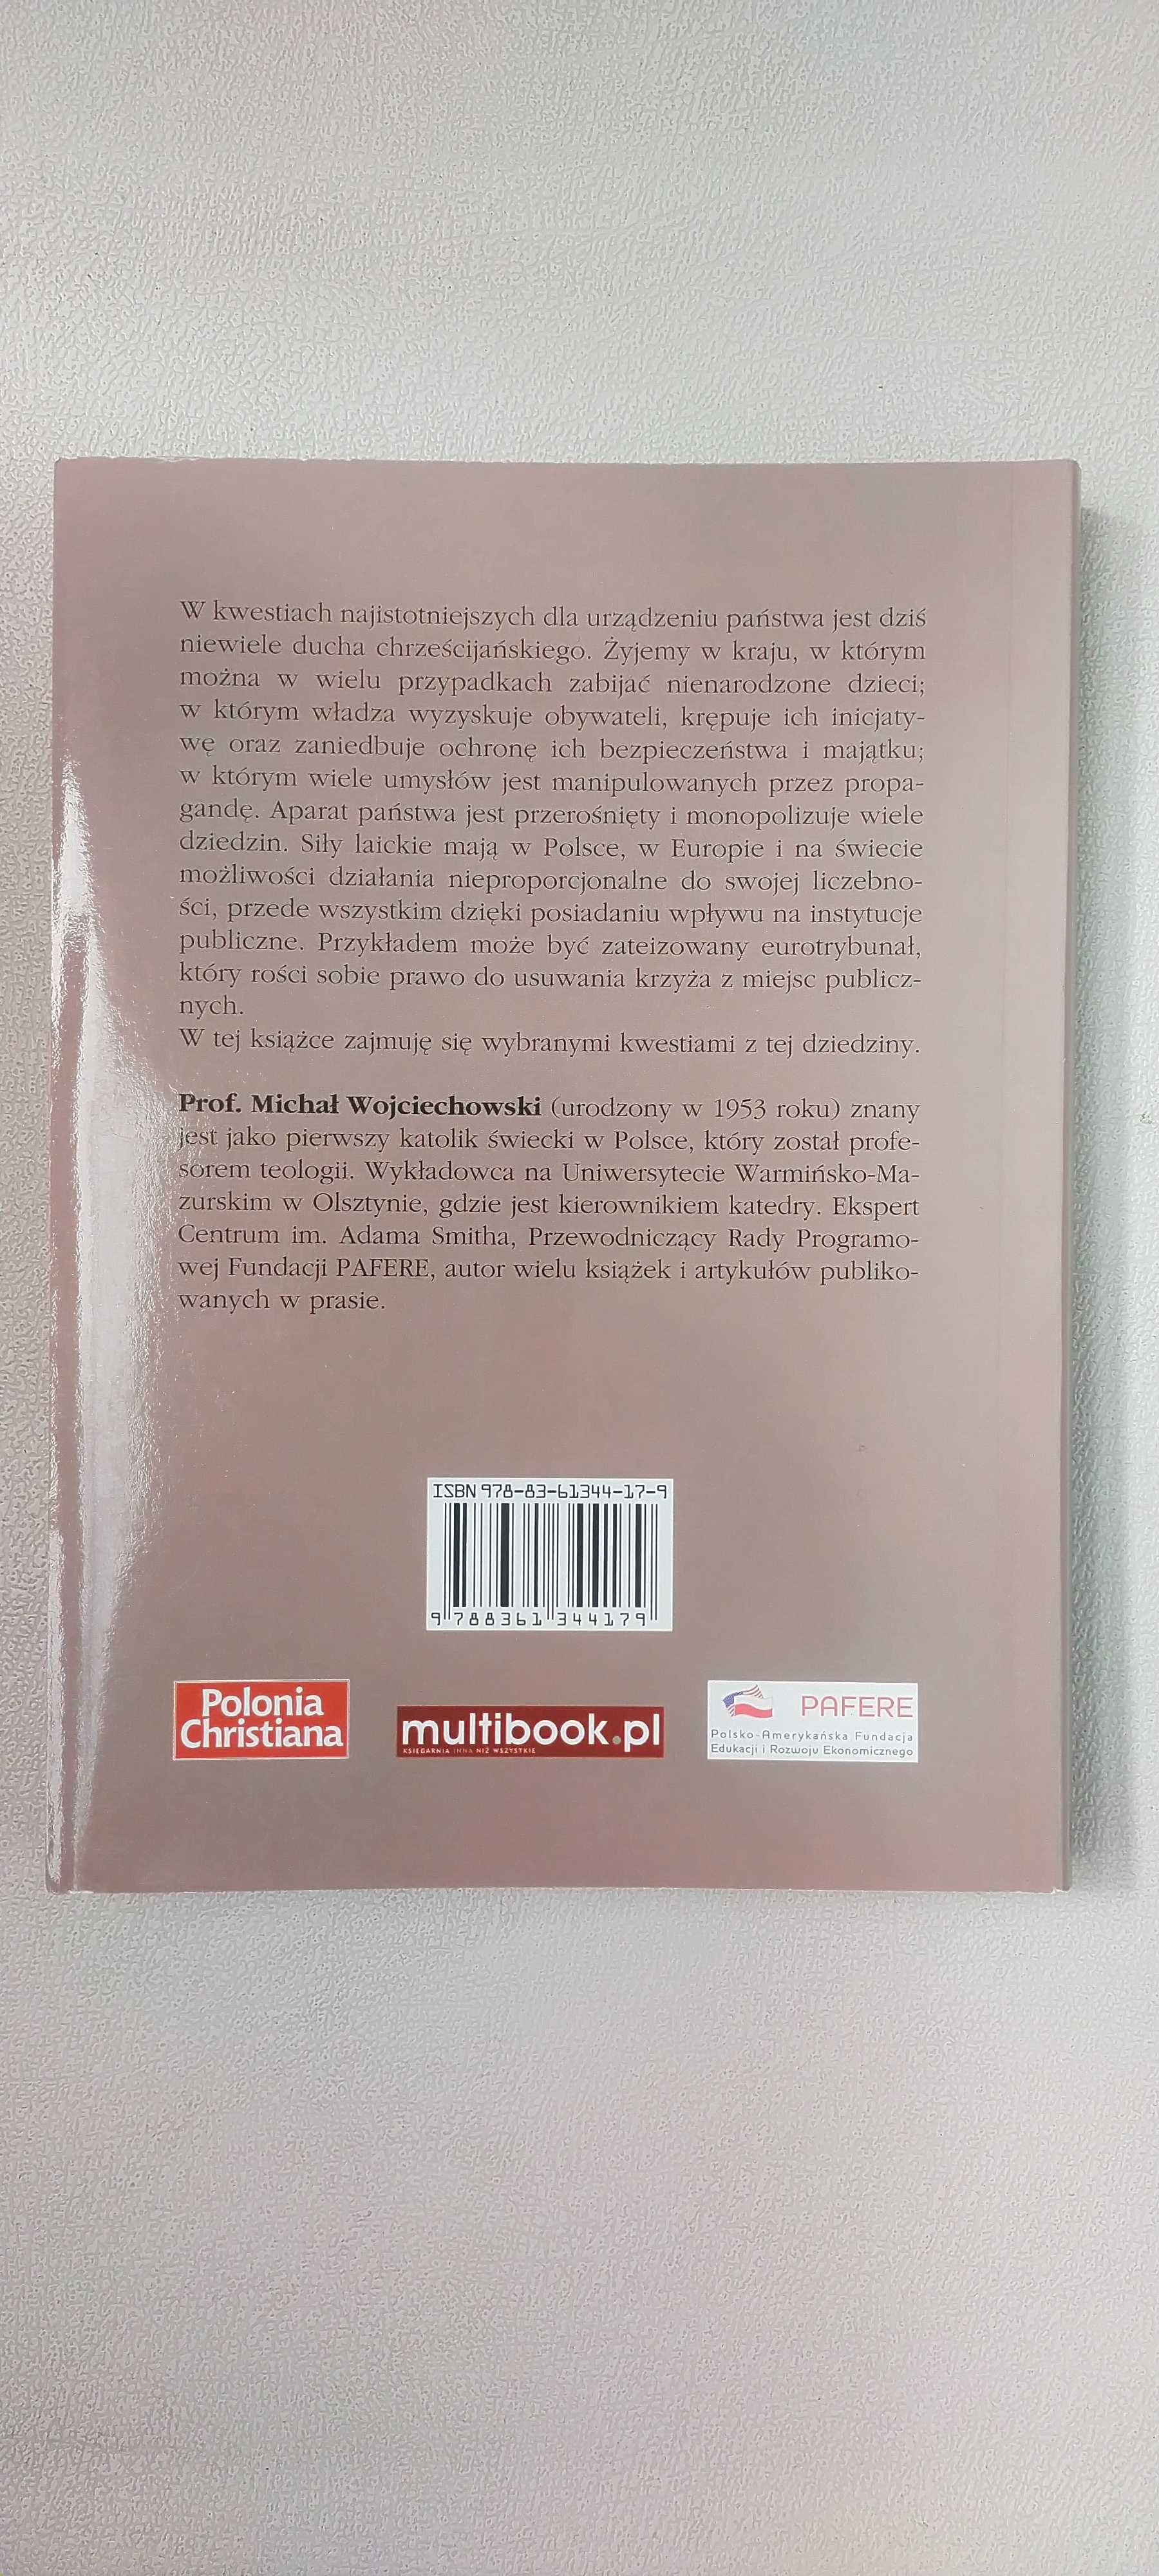 W kwestiach najistotniejszych dla urządzeniu państwa jest dziś
niewiele ducha chrześcijańskiego. Żyjemy w kraju, w którym
można w wielu przypadkach zabijać nienarodzone dzieci;
w którym władza wyzyskuje obywateli, krępuje ich inicjaty-
wę oraz zaniedbuje ochronę ich bezpieczeństwa i majątku;
w którym wiele umysłów jest manipulowanych przez propa-
gandę. Aparat państwa jest przerośnięty i monopolizuje wiele
dziedzin. Siły laickie mają w Polsce, w Europie i na świecie
możliwości działania nieproporcjonalne do swojej liczebno-
ści, przede wszystkim dzięki posiadaniu wpływu na instytucje
publiczne. Przykładem może być zateizowany eurotrybunał,
który rości sobie prawo do usuwania krzyża z miejsc publicz-
nych.
W tej książce zajmuję się wybranymi kwestiami z tej dziedziny.
Prof. Michał Wojciechowski (urodzony w 1953 roku) znany
jest jako pierwszy katolik świecki w Polsce, który został profe-
sorem teologii. Wykładowca na Uniwersytecie Warmińsko-Ma-
zurskim w Olsztynie, gdzie jest kierownikiem katedry. Ekspert
Centrum im. Adama Smitha, Przewodniczący Rady Programo-
wej Fundacji PAFERE, autor wielu książek i artykułów publiko-
wanych w prasie.
ISBN 978-83-61344-17-9
9 788361 344179
Polonia
Christiana
multibook.pl
KSIĘGARNIA INNA NIŻ WSZYSTKIE
PAFERE
Polsko-Amerykańska Fundacja
Edukacji i Rozwoju Ekonomicznego